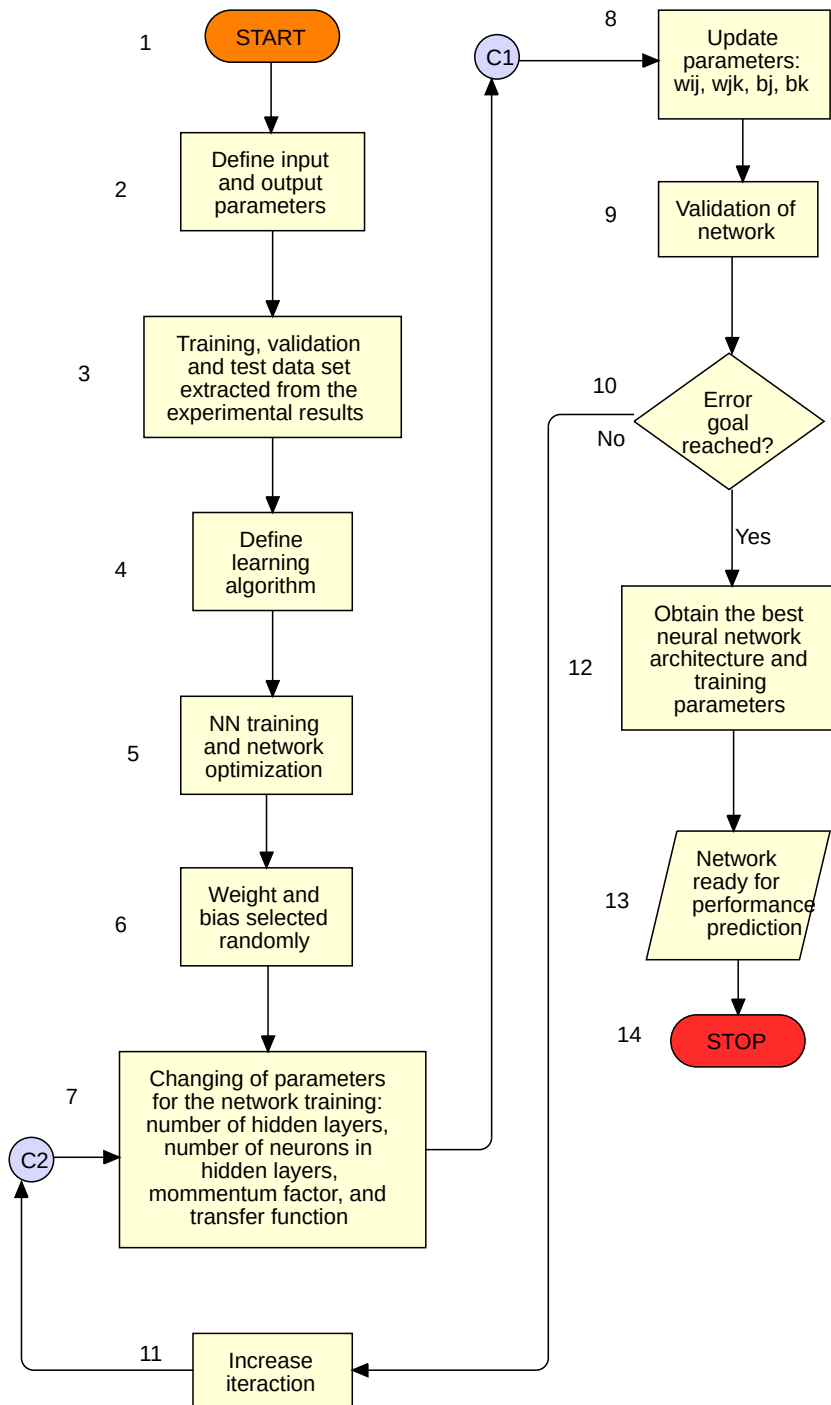 1
START
2
Define input
and output
parameters
3
Training, validation
and test data set
extracted from the
experimental results
4
Define
learning
algorithm
5
NN training
and network
optimization
6
Weight and
bias selected
randomly
7
Changing of parameters
for the network training:
number of hidden layers,
number of neurons in
hidden layers,
mommentum factor, and
transfer function
C2
C1
8
Update
parameters:
wij, wjk, bj, bk
9
Validation of
network
10
Error
goal
reached?
No
Yes
11
Increase
iteraction
12
Obtain the best
neural network
architecture and
training
parameters
13
Network
ready for
performance
prediction
14
STOP